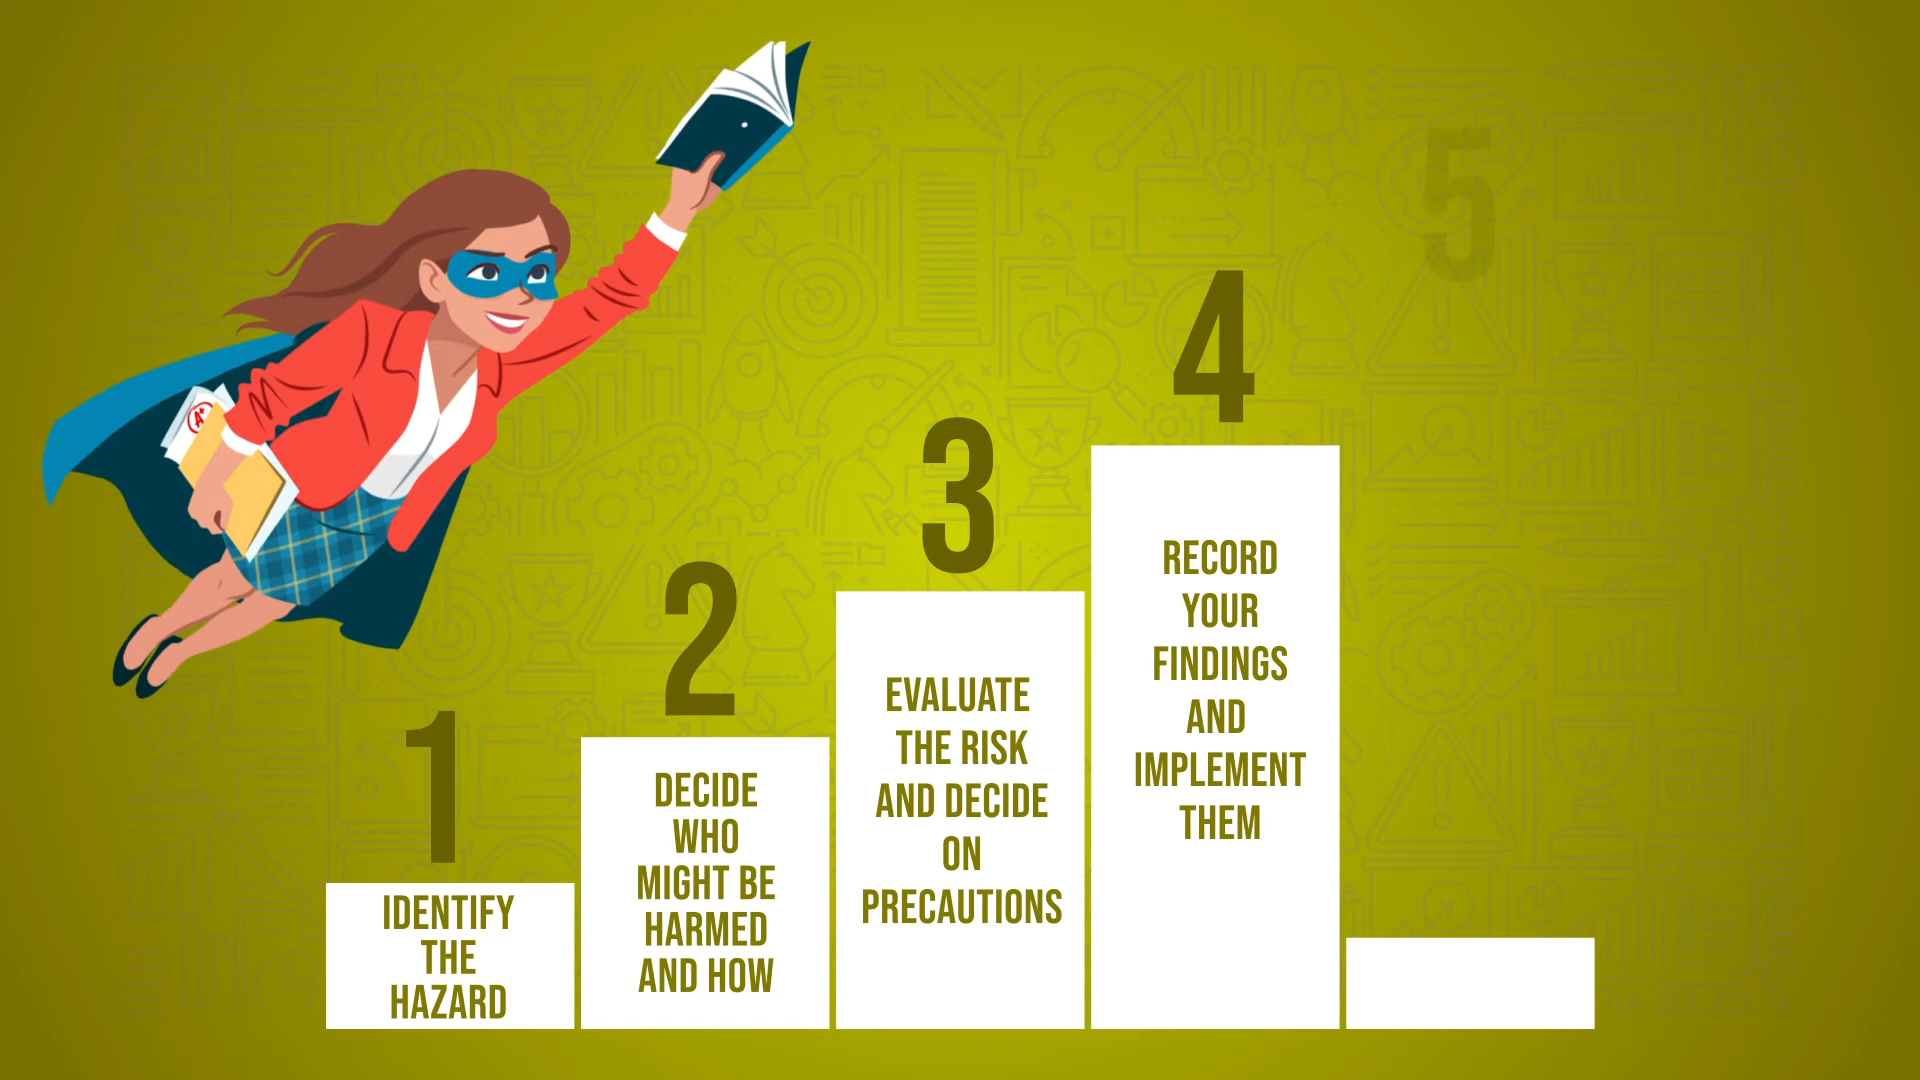 1
IDENTIFY
THE
HAZARD
2
DECIDE
WHO
MIGHT BE
HARMED
AND HOW
3
EVALUATE
THE RISK
AND DECIDE
ON
PRECAUTIONS
4
RECORD
YOUR
FINDINGS
AND
IMPLEMENT
THEM
5
A+